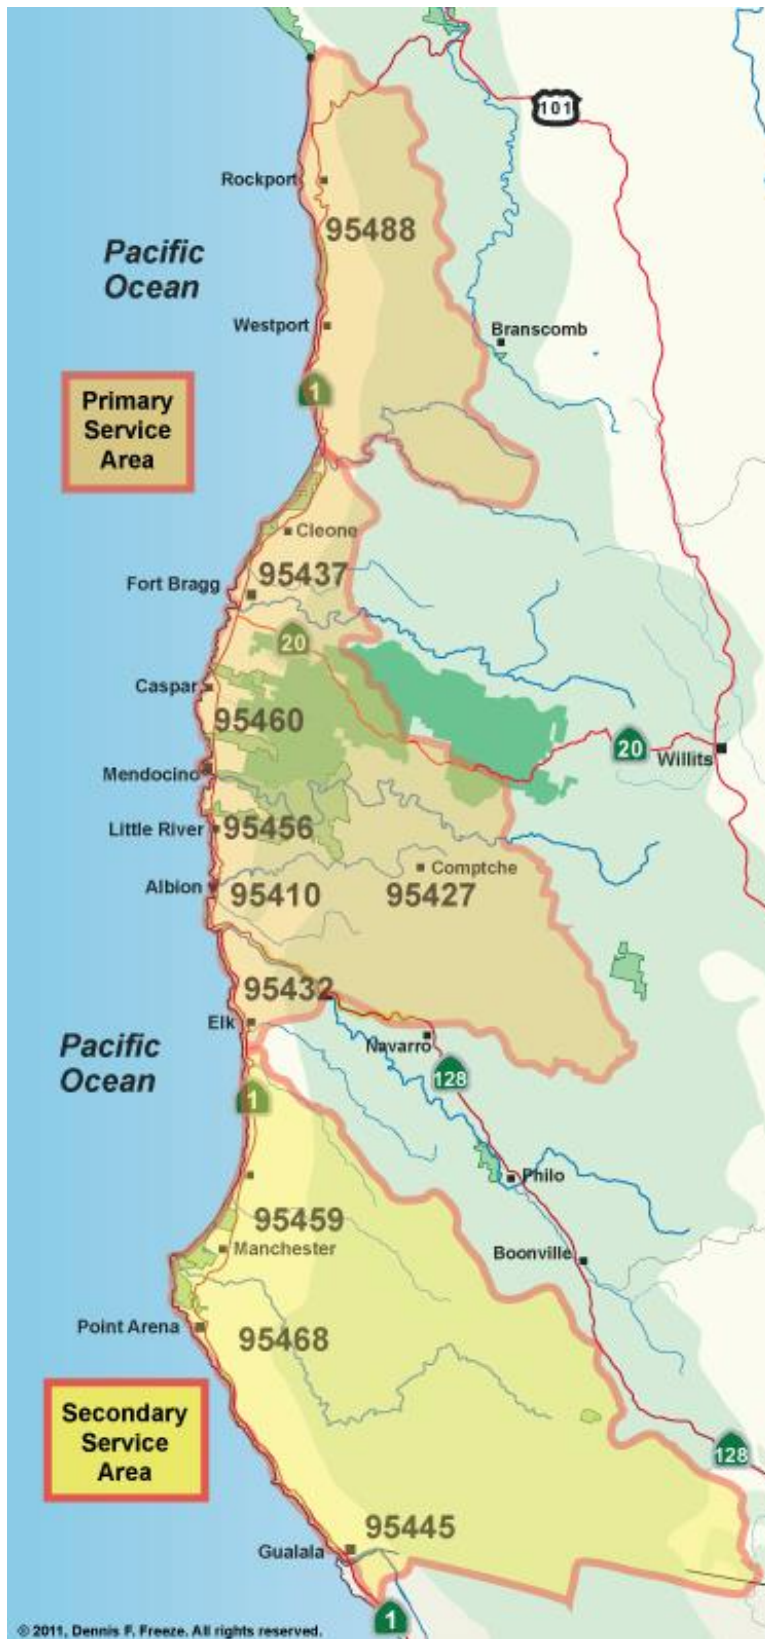 101
Rockport
95488
Pacific
Ocean
Westport
Branscomb
1
Primary
Service
Area
Cleone
95437
Fort Bragg
20
Caspar
95460
20
Willits
Mendocino
Little River
95456
Comptche
Albion
95410
95427
95432
Elk
Navarro
Pacific
Ocean
128
1
Philo
95459
Manchester
Boonville
Point Arena
95468
Secondary
Service
Area
128
95445
Gualala
1
© 2011, Dennis F. Freeze. All rights reserved.